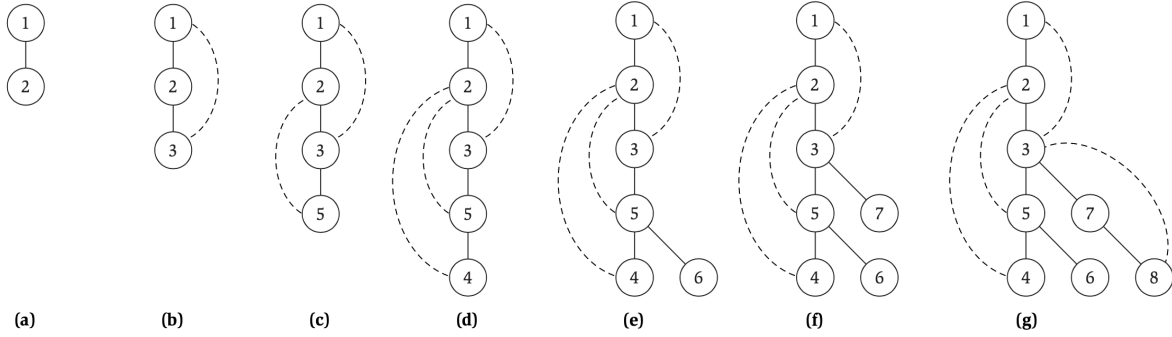 1 1 1 1 1 1 1
2 2 2 2 2 2 2
3 3 3 3 3 3
5 5 5 5 7 5 7
4 4 6 4 6 4 6 8
(a) (b) (c) (d) (e) (f) (g)